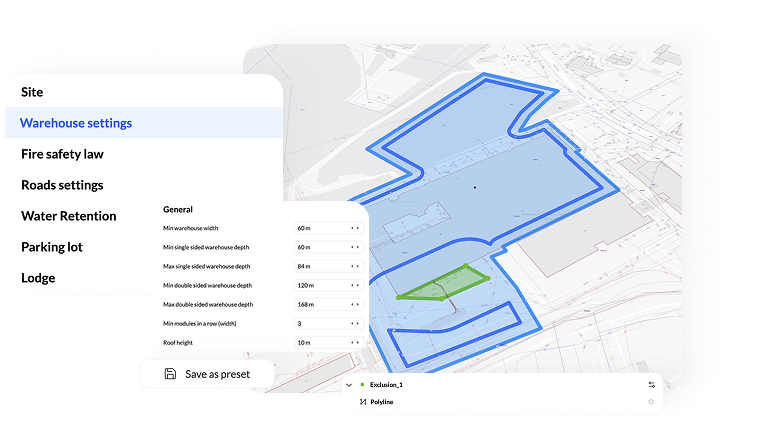 Site
Warehouse settings
Fire safety law
Roads settings
Water Retention
Parking lot
Lodge
General
Min warehouse width 60 m
Min single sided warehouse depth 60 m
Max single sided warehouse depth 84 m
Min double sided warehouse depth 120 m
Max double sided warehouse depth 168 m
Min modules in a row (width) 3
Roof height 10 m
Save as preset
Exclusion_1
Polyline